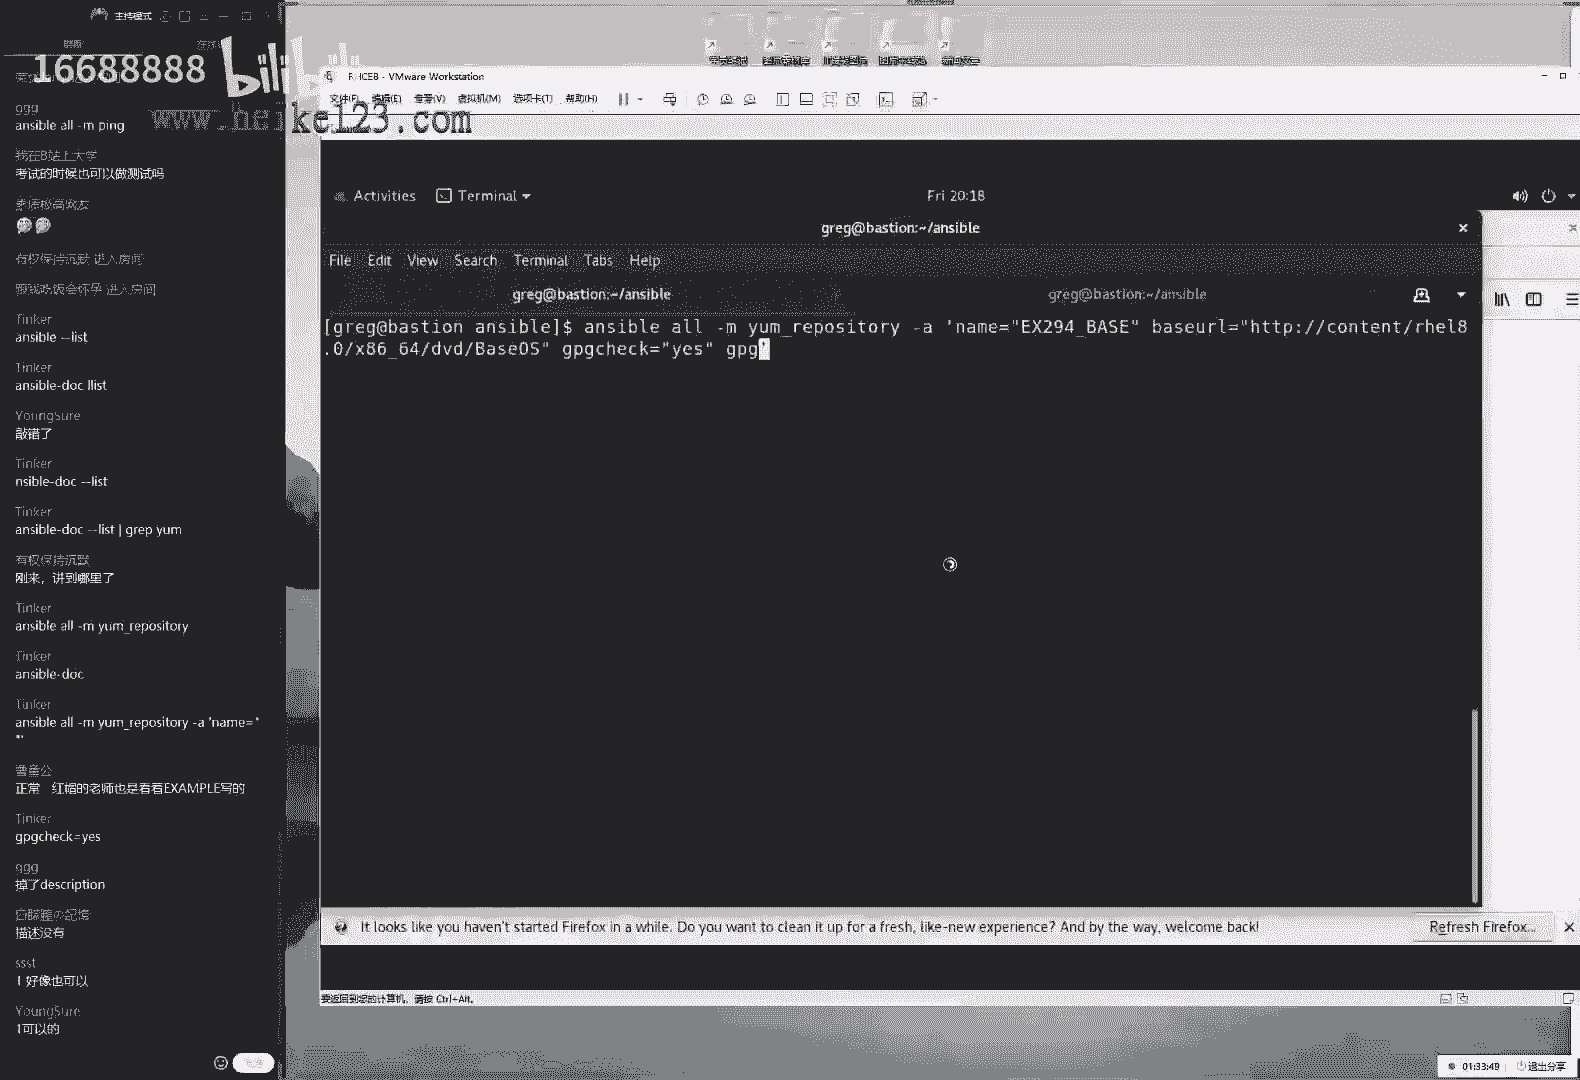 主持模式
16688888
bilibili
www.heike123.com
ggg
ansible all -m ping
我在B站上大学
考试的时候也可以做测试吗
有权保持沉默 进入房间
进入房间
Tinker
ansible --list
Tinker
ansible-doc llist
YoungSure
敲错了
Tinker
nsible-doc --list
Tinker
ansible-doc --list | grep yum
有权保持沉默
刚来，讲到哪里了
Tinker
ansible all -m yum_repository
Tinker
ansible-doc
Tinker
ansible all -m yum_repository -a 'name="
"'
正常 红帽的老师也是看着EXAMPLE写的
Tinker
gpgcheck=yes
ggg
掉了description
描述没有
ssst
1 好像也可以
YoungSure
1可以的
RHCE8 - VMware Workstation
文件(F) 编辑(E) 查看(V) 虚拟机(M) 选项卡(T) 帮助(H)
Activities Terminal Fri 20:18
greg@bastion:~/ansible
File Edit View Search Terminal Tabs Help
greg@bastion:~/ansible greg@bastion:~/ansible
[greg@bastion ansible]$ ansible all -m yum_repository -a 'name="EX294_BASE" baseurl="http://content/rhel8
.0/x86_64/dvd/BaseOS" gpgcheck="yes" gpg'
It looks like you haven't started Firefox in a while. Do you want to clean it up for a fresh, like-new experience? And by the way, welcome back! Refresh Firefox...
要返回到您的计算机，请按 Ctrl+Alt。
01:33:49 退出分享